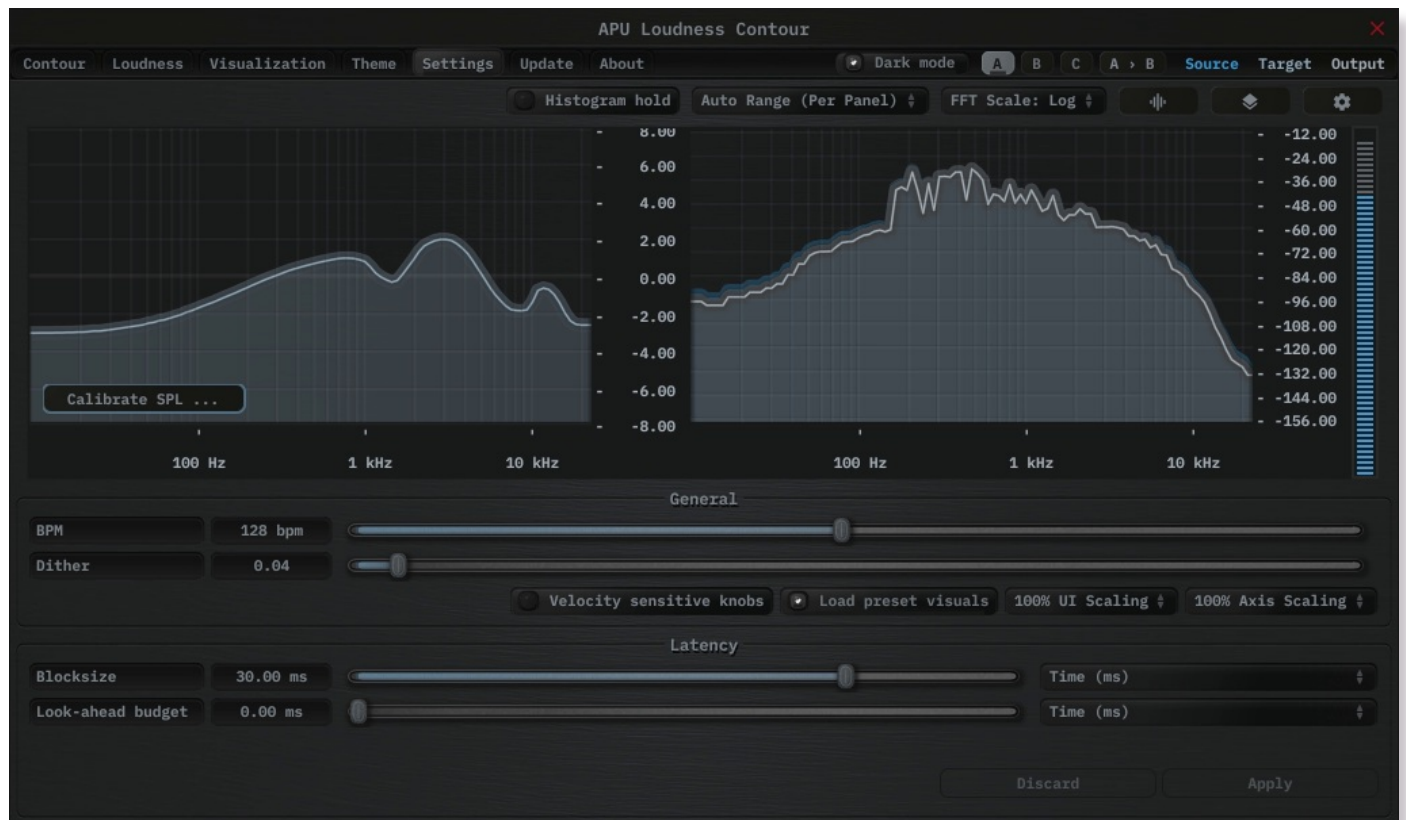 APU Loudness Contour
Contour Loudness Visualization Theme Settings Update About Dark mode A B C A › B Source Target Output
Histogram hold Auto Range (Per Panel) FFT Scale: Log
8.00
6.00
4.00
2.00
0.00
-2.00
-4.00
-6.00
-8.00
Calibrate SPL ...
100 Hz 1 kHz 10 kHz
-12.00
-24.00
-36.00
-48.00
-60.00
-72.00
-84.00
-96.00
-108.00
-120.00
-132.00
-144.00
-156.00
100 Hz 1 kHz 10 kHz
General
BPM 128 bpm
Dither 0.04
Velocity sensitive knobs Load preset visuals 100% UI Scaling 100% Axis Scaling
Latency
Blocksize 30.00 ms Time (ms)
Look-ahead budget 0.00 ms Time (ms)
Discard Apply